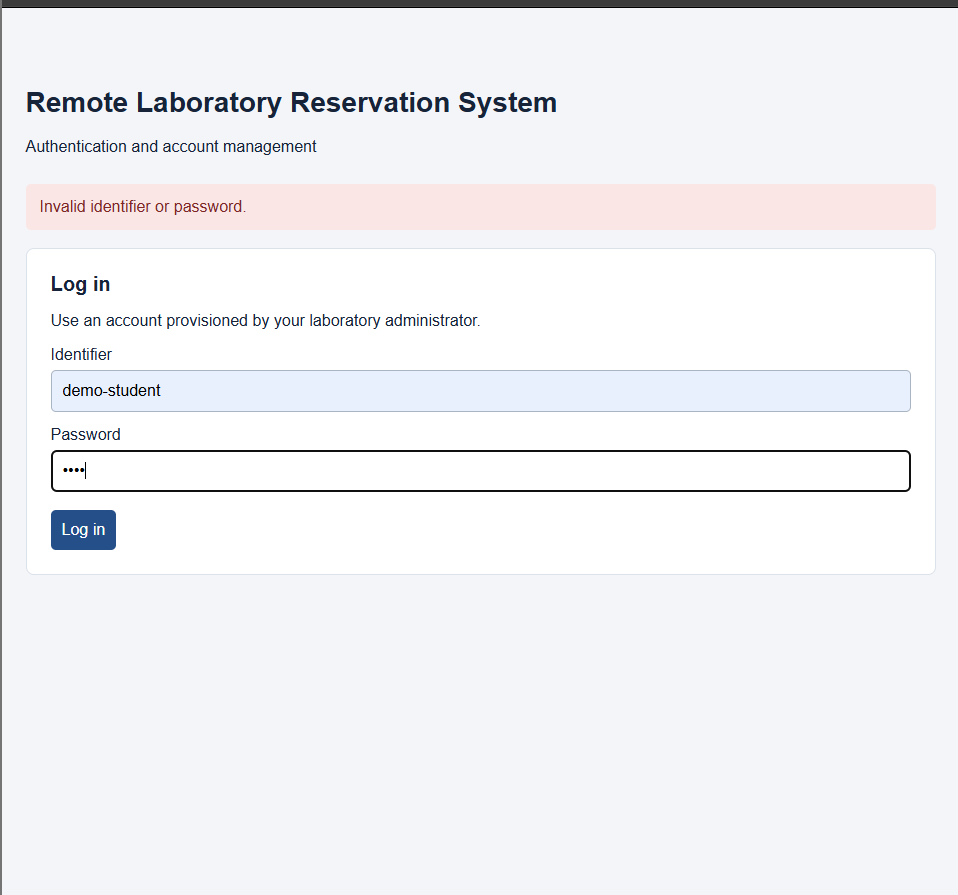 Remote Laboratory Reservation System
Authentication and account management
Invalid identifier or password.
Log in
Use an account provisioned by your laboratory administrator.
Identifier
demo-student
Password
••••
Log in